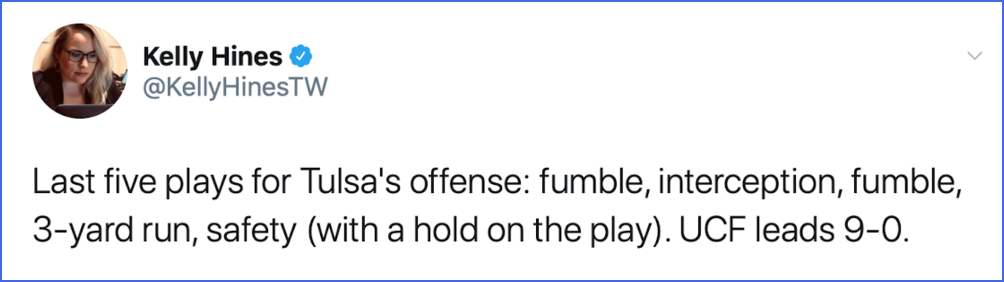 Kelly Hines
@KellyHinesTW
Last five plays for Tulsa's offense: fumble, interception, fumble,
3-yard run, safety (with a hold on the play). UCF leads 9-0.